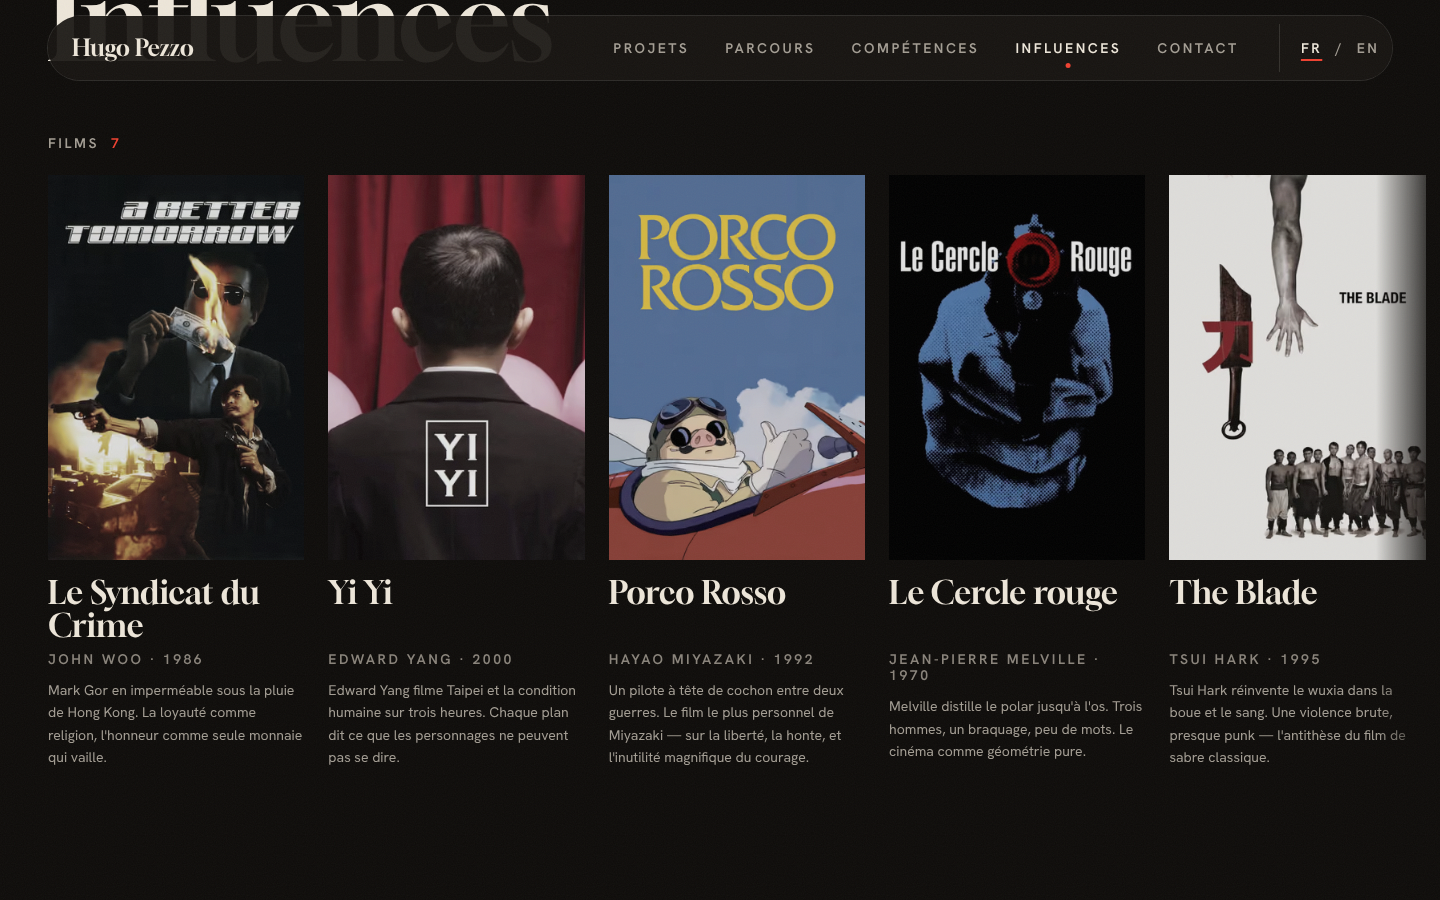 Influences
Hugo Pezzo
PROJETS
PARCOURS
COMPÉTENCES
INFLUENCES
CONTACT
FR / EN
FILMS 7
A BETTER
TOMORROW
YI
YI
PORCO
ROSSO
Le Cercle Rouge
THE BLADE
Le Syndicat du
Crime
JOHN WOO · 1986
Mark Gor en imperméable sous la pluie
de Hong Kong. La loyauté comme
religion, l'honneur comme seule monnaie
qui vaille.
Yi Yi
EDWARD YANG · 2000
Edward Yang filme Taipei et la condition
humaine sur trois heures. Chaque plan
dit ce que les personnages ne peuvent
pas se dire.
Porco Rosso
HAYAO MIYAZAKI · 1992
Un pilote à tête de cochon entre deux
guerres. Le film le plus personnel de
Miyazaki — sur la liberté, la honte, et
l'inutilité magnifique du courage.
Le Cercle rouge
JEAN-PIERRE MELVILLE ·
1970
Melville distille le polar jusqu'à l'os. Trois
hommes, un braquage, peu de mots. Le
cinéma comme géométrie pure.
The Blade
TSUI HARK · 1995
Tsui Hark réinvente le wuxia dans la
boue et le sang. Une violence brute,
presque punk — l'antithèse du film de
sabre classique.